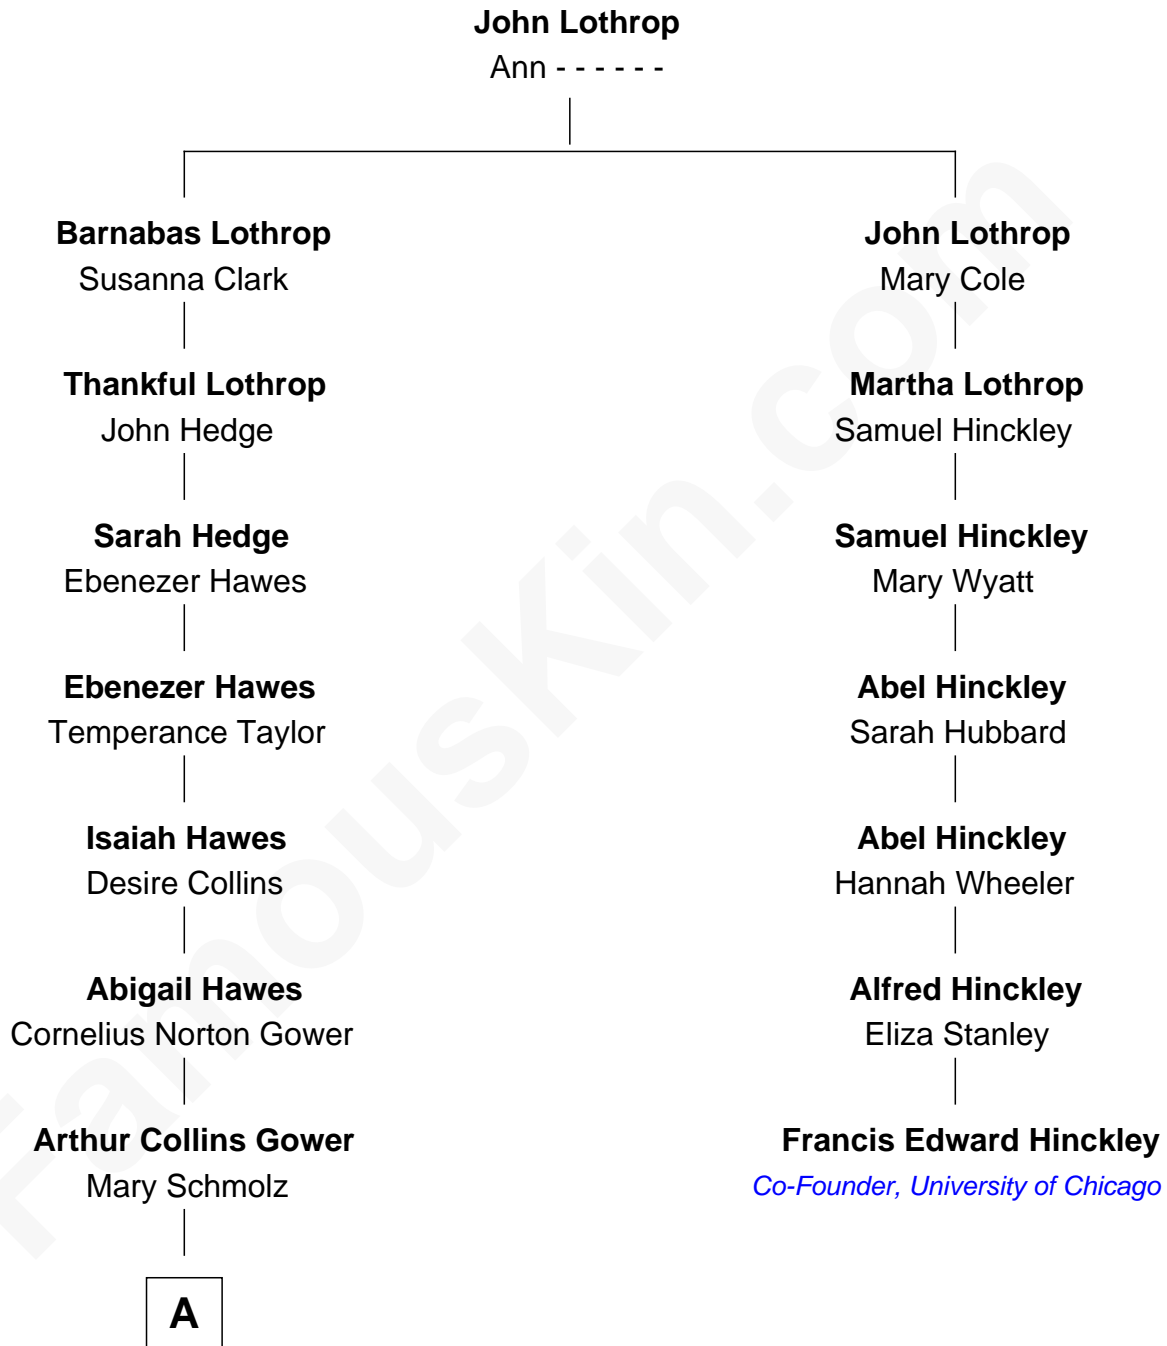 John Lothrop
Ann - - - - - -
Barnabas Lothrop
Susanna Clark
Thankful Lothrop
John Hedge
Sarah Hedge
Ebenezer Hawes
Ebenezer Hawes
Temperance Taylor
Isaiah Hawes
Desire Collins
Abigail Hawes
Cornelius Norton Gower
Arthur Collins Gower
Mary Schmolz
A
John Lothrop
Mary Cole
Martha Lothrop
Samuel Hinckley
Samuel Hinckley
Mary Wyatt
Abel Hinckley
Sarah Hubbard
Abel Hinckley
Hannah Wheeler
Alfred Hinckley
Eliza Stanley
Francis Edward Hinckley
Co-Founder, University of Chicago
FamousKin.com